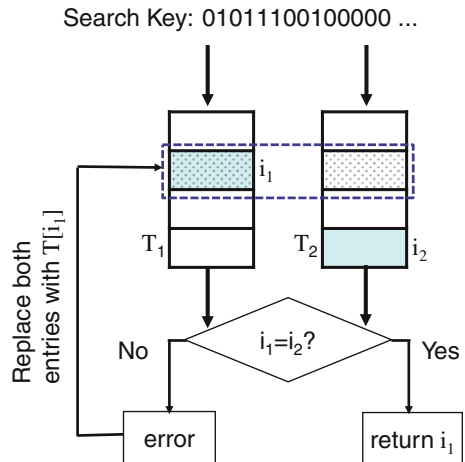 Search Key: 01011100100000 ...
i₁
T₁
T₂
i₂
Replace both
entries with T[i₁]
No
i₁=i₂?
Yes
error
return i₁